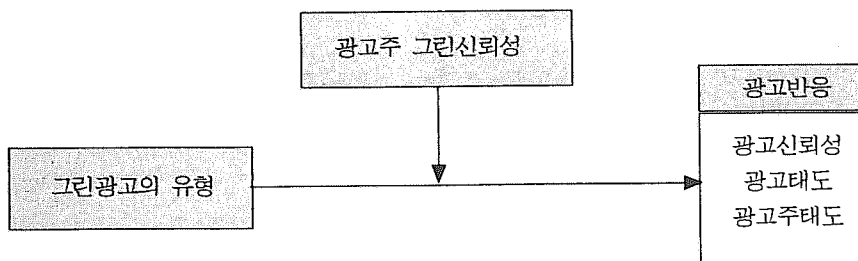 광고주 그린신뢰성
광고반응
광고신뢰성
광고태도
광고주태도
그린광고의 유형